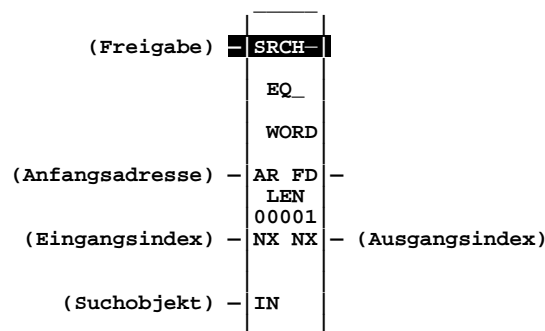 (Freigabe) SRCH
EQ_
WORD
(Anfangsadresse) AR FD
LEN
00001
(Eingangsindex) NX NX (Ausgangsindex)
(Suchobjekt) IN